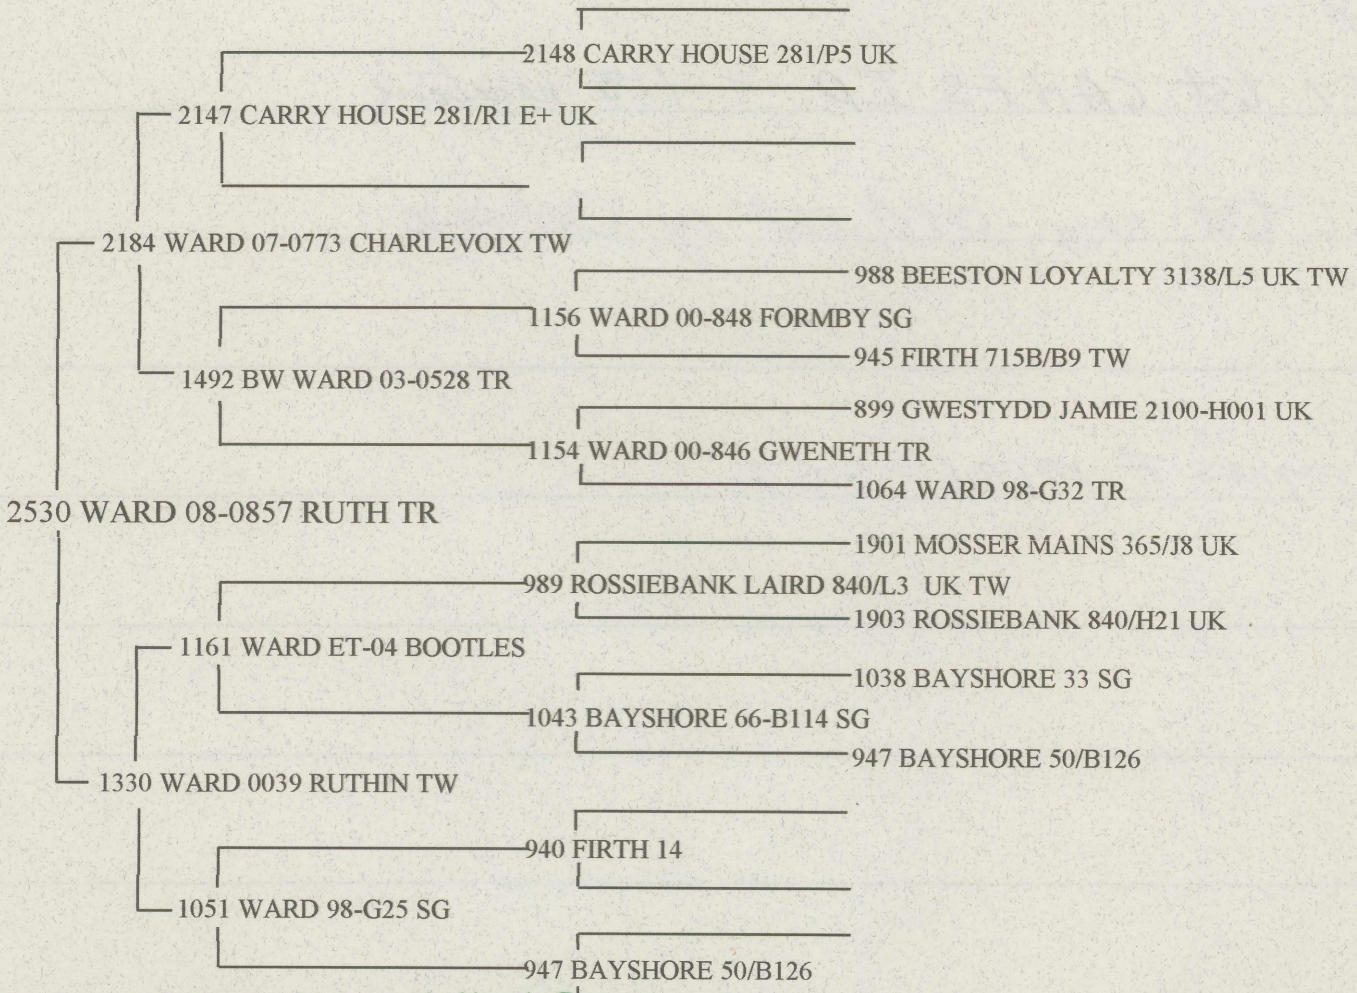 2148 CARRY HOUSE 281/P5 UK
2147 CARRY HOUSE 281/R1 E+ UK
2184 WARD 07-0773 CHARLEVOIX TW
988 BEESTON LOYALTY 3138/L5 UK TW
1156 WARD 00-848 FORMBY SG
945 FIRTH 715B/B9 TW
1492 BW WARD 03-0528 TR
899 GWESTYDD JAMIE 2100-H001 UK
1154 WARD 00-846 GWENETH TR
1064 WARD 98-G32 TR
2530 WARD 08-0857 RUTH TR
1901 MOSSER MAINS 365/J8 UK
989 ROSSIEBANK LAIRD 840/L3 UK TW
1903 ROSSIEBANK 840/H21 UK
1161 WARD ET-04 BOOTLES
1038 BAYSHORE 33 SG
1043 BAYSHORE 66-B114 SG
947 BAYSHORE 50/B126
1330 WARD 0039 RUTHIN TW
940 FIRTH 14
1051 WARD 98-G25 SG
947 BAYSHORE 50/B126